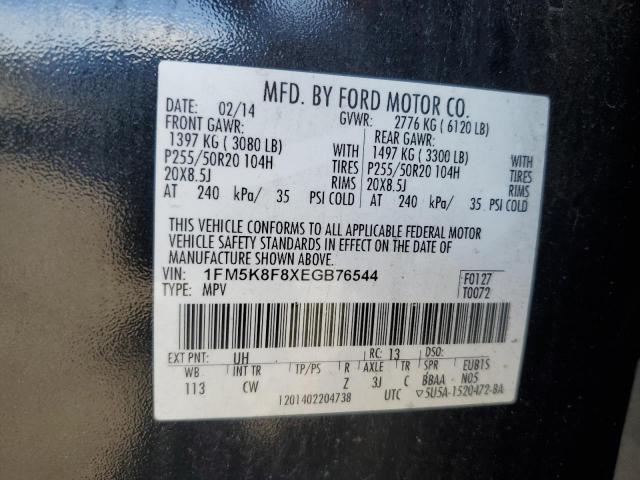 MFD. BY FORD MOTOR CO.
DATE: 02/14 GVWR: 2776 KG ( 6120 LB)
FRONT GAWR: REAR GAWR:
1397 KG ( 3080 LB) WITH 1497 KG ( 3300 LB) WITH
P255/50R20 104H TIRES P255/50R20 104H TIRES
20X8.5J RIMS 20X8.5J RIMS
AT 240 kPa/ 35 PSI COLD AT 240 kPa/ 35 PSI COLD
THIS VEHICLE CONFORMS TO ALL APPLICABLE FEDERAL MOTOR
VEHICLE SAFETY STANDARDS IN EFFECT ON THE DATE OF
MANUFACTURE SHOWN ABOVE.
VIN: 1FM5K8F8XEGB76544 F0127
TYPE: MPV T0072
EXT PNT: UH RC: 13 DSO:
WB INT TR TP/PS R AXLE TR SPR EUB1S
113 CW Z 3J C BBAA N05
I201402204738 UTC ▽5U5A-1520472-BA